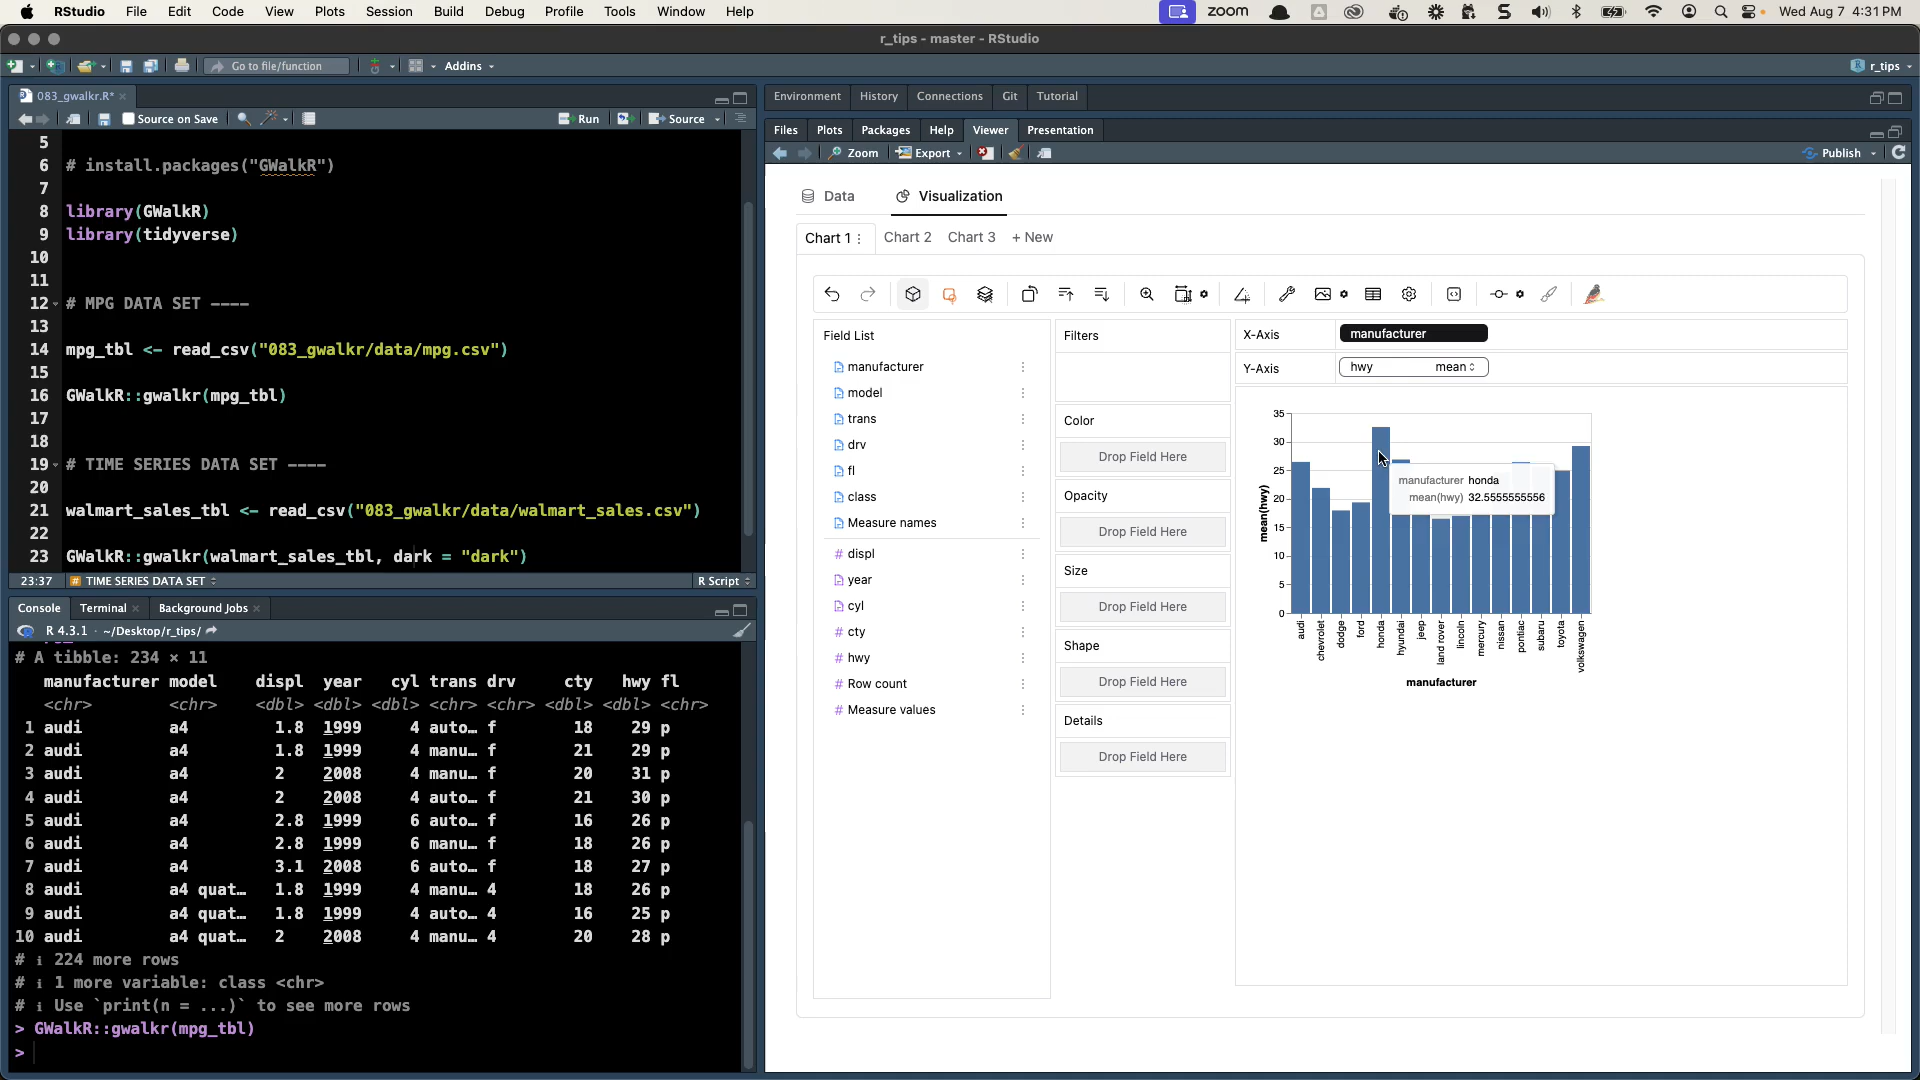 RStudio File Edit Code View Plots Session Build Debug Profile Tools Window Help
zoom
Wed Aug 7 4:31 PM
r_tips - master - RStudio
Go to file/function
Addins
r_tips
083_gwalkr.R*
Source on Save
Run
Source
5
6 # install.packages("GWalkR")
7
8 library(GWalkR)
9 library(tidyverse)
10
11
12 # MPG DATA SET ----
13
14 mpg_tbl <- read_csv("083_gwalkr/data/mpg.csv")
15
16 GWalkR::gwalkr(mpg_tbl)
17
18
19 # TIME SERIES DATA SET ----
20
21 walmart_sales_tbl <- read_csv("083_gwalkr/data/walmart_sales.csv")
22
23 GWalkR::gwalkr(walmart_sales_tbl, dark = "dark")
23:37 # TIME SERIES DATA SET R Script
Console Terminal Background Jobs
R 4.3.1 · ~/Desktop/r_tips/
# A tibble: 234 × 11
manufacturer model displ year cyl trans drv cty hwy fl
<chr> <chr> <dbl> <dbl> <dbl> <chr> <chr> <dbl> <dbl> <chr>
1 audi a4 1.8 1999 4 auto… f 18 29 p
2 audi a4 1.8 1999 4 manu… f 21 29 p
3 audi a4 2 2008 4 manu… f 20 31 p
4 audi a4 2 2008 4 auto… f 21 30 p
5 audi a4 2.8 1999 6 auto… f 16 26 p
6 audi a4 2.8 1999 6 manu… f 18 26 p
7 audi a4 3.1 2008 6 auto… f 18 27 p
8 audi a4 quat… 1.8 1999 4 manu… 4 18 26 p
9 audi a4 quat… 1.8 1999 4 auto… 4 16 25 p
10 audi a4 quat… 2 2008 4 manu… 4 20 28 p
# ℹ 224 more rows
# ℹ 1 more variable: class <chr>
# ℹ Use `print(n = ...)` to see more rows
> GWalkR::gwalkr(mpg_tbl)
>
Environment History Connections Git Tutorial
Files Plots Packages Help Viewer Presentation
Zoom Export Publish
Data Visualization
Chart 1 Chart 2 Chart 3 + New
Field List
manufacturer
model
trans
drv
fl
class
Measure names
# displ
year
cyl
# cty
# hwy
# Row count
# Measure values
Filters
Color
Drop Field Here
Opacity
Drop Field Here
Size
Drop Field Here
Shape
Drop Field Here
Details
Drop Field Here
X-Axis manufacturer
Y-Axis hwy mean
35
30
25
20
15
10
5
0
mean(hwy)
manufacturer honda
mean(hwy) 32.5555555556
audi
chevrolet
dodge
ford
honda
hyundai
jeep
land rover
lincoln
mercury
nissan
pontiac
subaru
toyota
volkswagen
manufacturer